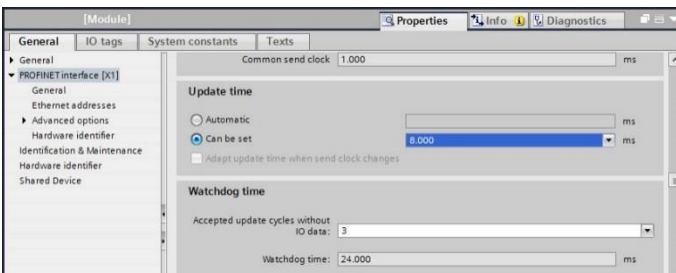 [Module]
Properties
Info
Diagnostics
General
IO tags
System constants
Texts
General
PROFINET interface [X1]
General
Ethernet addresses
Advanced options
Hardware identifier
Identification & Maintenance
Hardware identifier
Shared Device
Common send clock 1.000 ms
Update time
Automatic ms
Can be set 8.000 ms
Adapt update time when send clock changes
Watchdog time
Accepted update cycles without
IO data: 3
Watchdog time: 24.000 ms